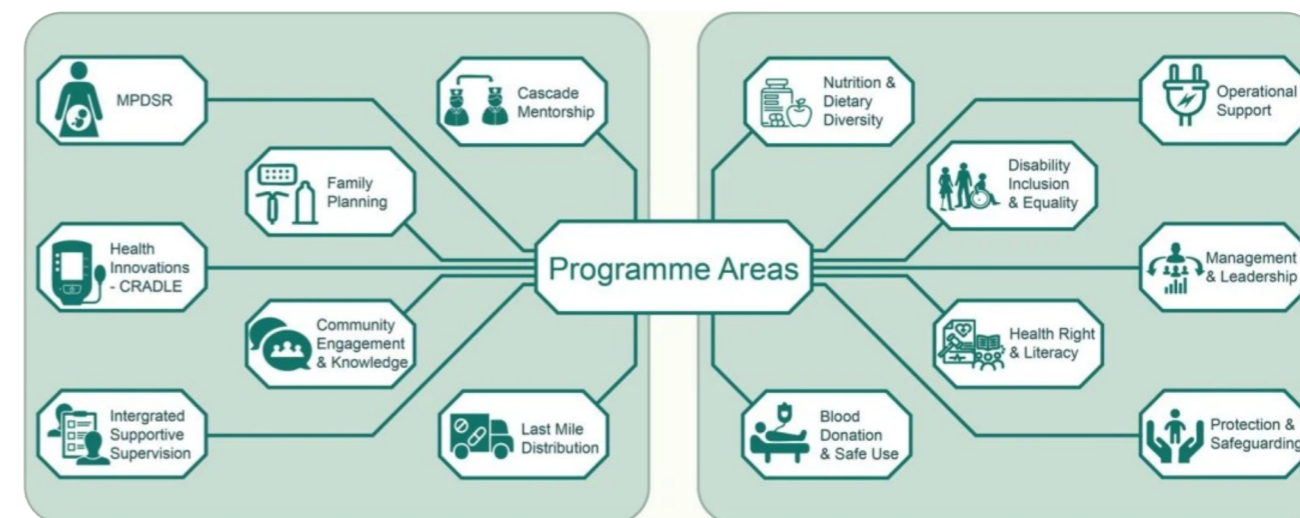 MPDSR
Cascade
Mentorship
Family
Planning
Health
Innovations
- CRADLE
Community
Engagement
& Knowledge
Intergrated
Supportive
Supervision
Last Mile
Distribution
Programme Areas
Nutrition &
Dietary
Diversity
Operational
Support
Disability
Inclusion
& Equality
Management
& Leadership
Health Right
& Literacy
Blood
Donation
& Safe Use
Protection &
Safeguarding